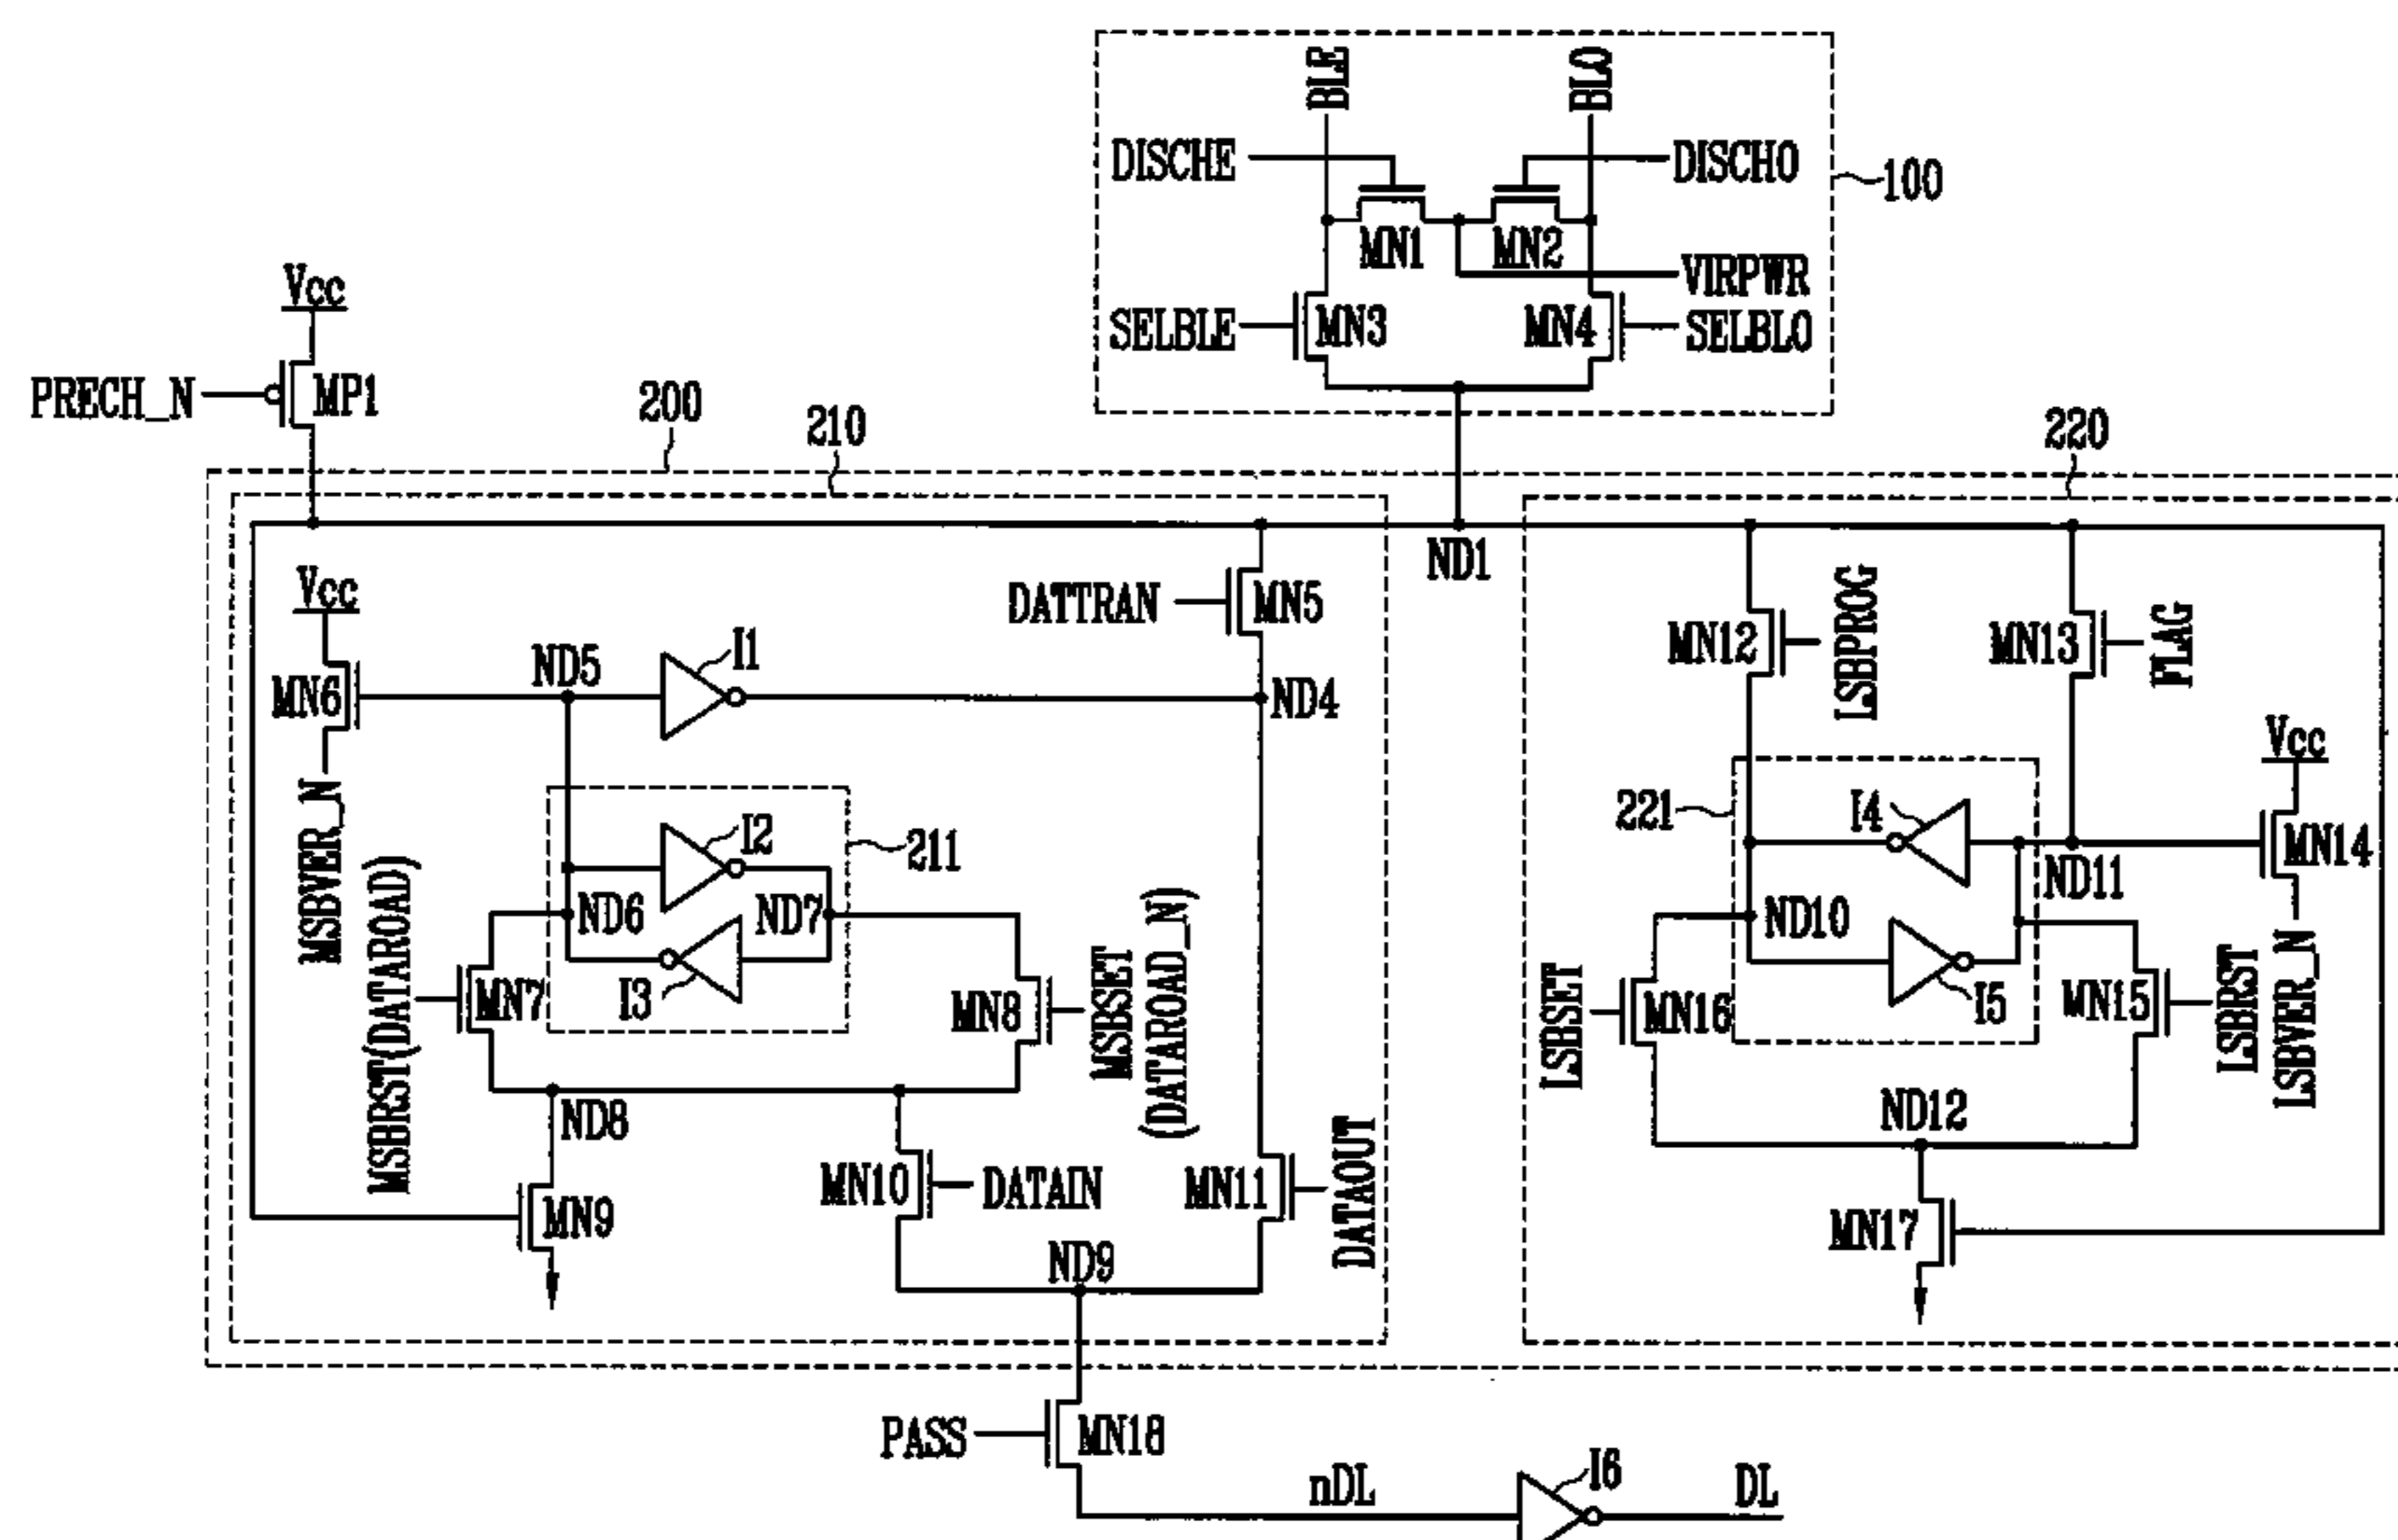 BLE
BLO
DISCHE
DISCHO
100
MN1
MN2
VIRPWR
SELBLE
MN3
MN4
SELBLO
Vcc
PRECH_N
MP1
200
210
220
ND1
Vcc
DATTRAN
MN5
MN12
LSBPROG
MN13
FLAG
ND5
I1
MN6
ND4
Vcc
MSBVER_N
I2
211
221
I4
ND11
MN14
MSBRST(DATAROAD)
ND6
ND7
ND10
MN7
I3
MN8
MSBSET
(DATAROAD_N)
LSBSET
MN16
I5
MN15
LSBRST
LSBVER_N
ND8
ND12
MN10
DATAIN
MN11
DATAOUT
MN9
MN17
ND9
PASS
MN18
nDL
I6
DL